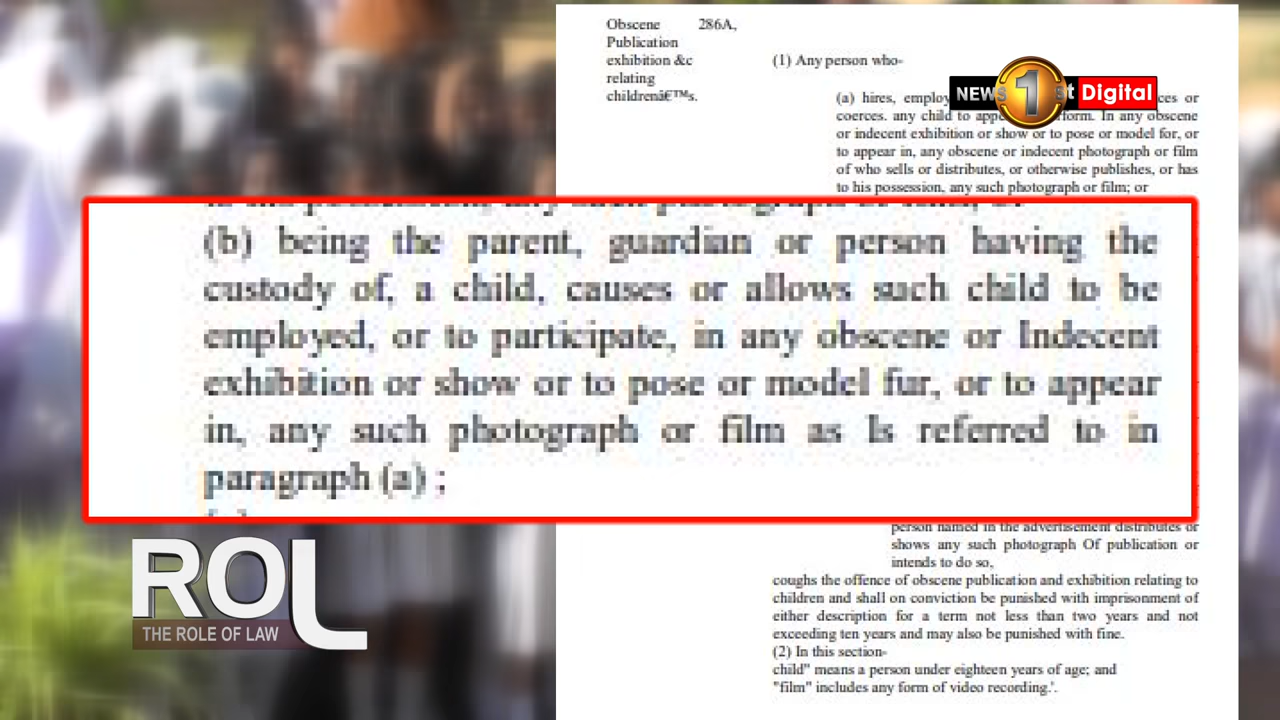 Obscene 286A,
Publication
exhibition &c
relating
childrenâ€™s.
(1) Any person who-
NEWS 1st Digital
(a) hires, employ ces or
coerces. any child to appe form. In any obscene
or indecent exhibition or show or to pose or model for, or
to appear in, any obscene or indecent photograph or film
of who sells or distributes, or otherwise publishes, or has
to his possession, any such photograph or film; or
(b) being the parent, guardian or person having the
custody of, a child, causes or allows such child to be
employed, or to participate, in any obscene or Indecent
exhibition or show or to pose or model fur, or to appear
in, any such photograph or film as Is referred to in
paragraph (a) ;
person named in the advertisement distributes or
shows any such photograph Of publication or
intends to do so,
coughs the offence of obscene publication and exhibition relating to
children and shall on conviction be punished with imprisonment of
either description for a term not less than two years and not
exceeding ten years and may also be punished with fine.
(2) In this section-
child" means a person under eighteen years of age; and
"film" includes any form of video recording.'.
ROL
THE ROLE OF LAW